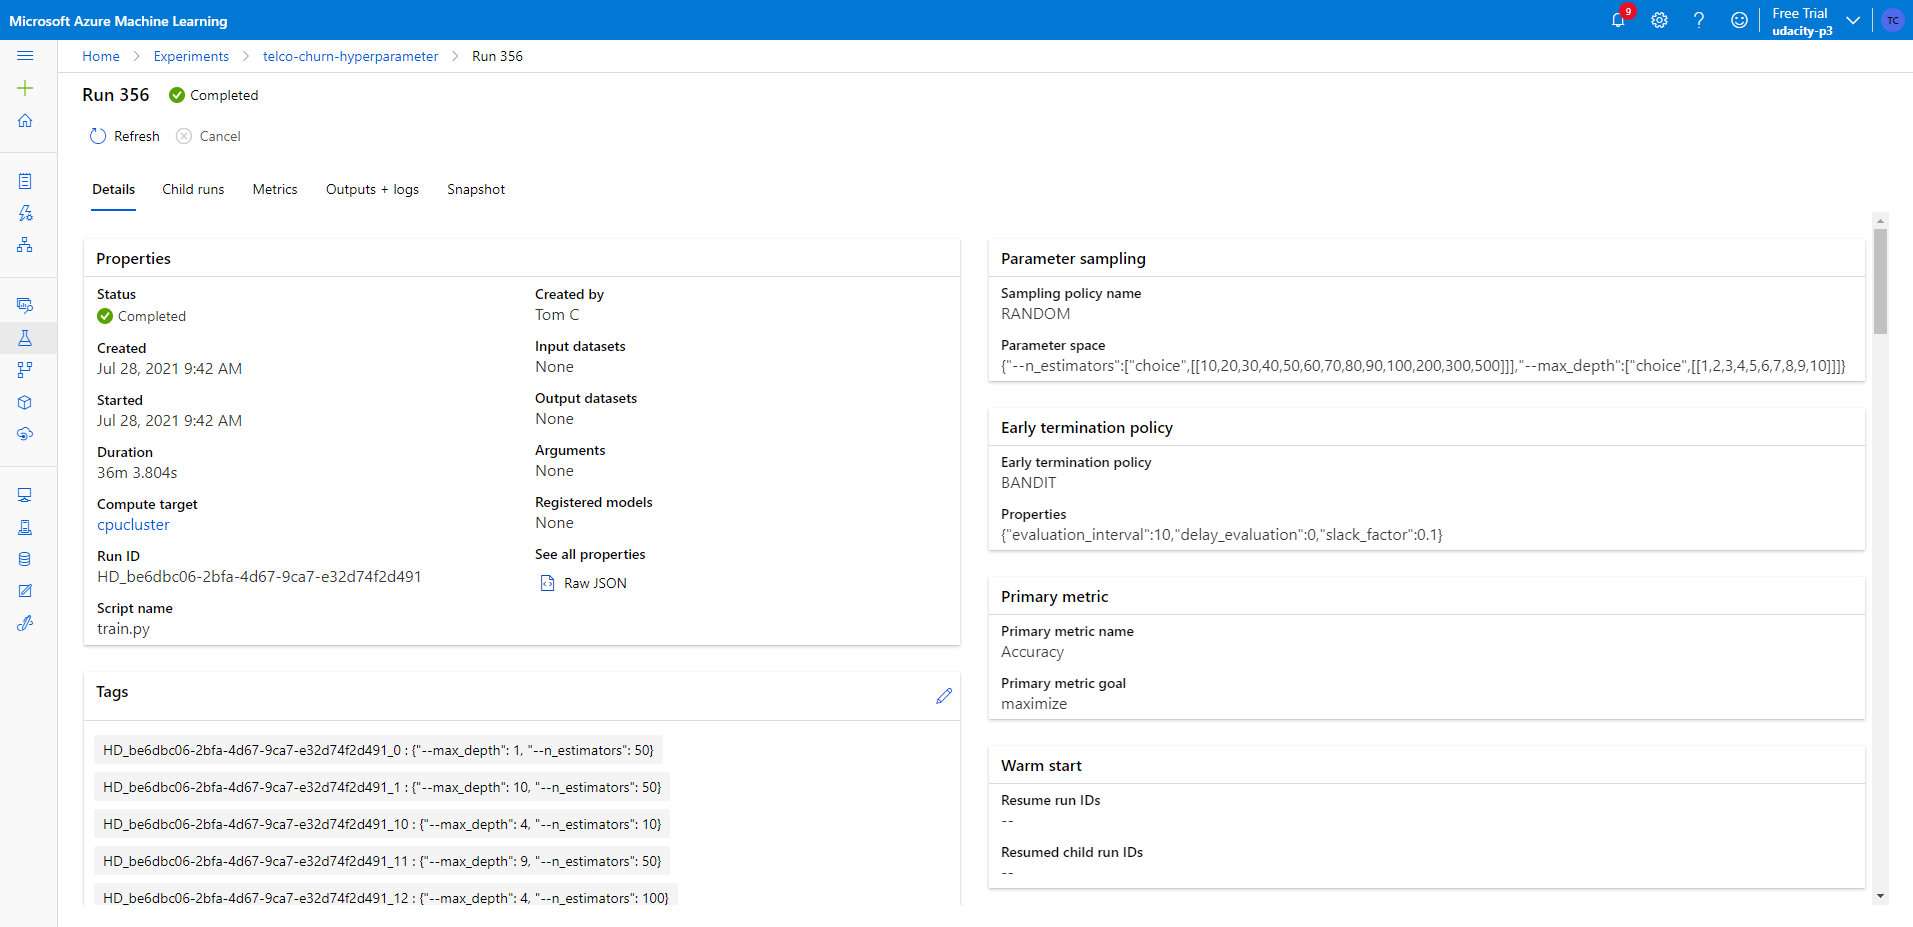 Microsoft Azure Machine Learning
9
Free Trial
udacity-p3
TC
Home > Experiments > telco-churn-hyperparameter > Run 356
Run 356 Completed
Refresh Cancel
Details Child runs Metrics Outputs + logs Snapshot
Properties
Status
Completed
Created
Jul 28, 2021 9:42 AM
Started
Jul 28, 2021 9:42 AM
Duration
36m 3.804s
Compute target
cpucluster
Run ID
HD_be6dbc06-2bfa-4d67-9ca7-e32d74f2d491
Script name
train.py
Created by
Tom C
Input datasets
None
Output datasets
None
Arguments
None
Registered models
None
See all properties
Raw JSON
Tags
HD_be6dbc06-2bfa-4d67-9ca7-e32d74f2d491_0 : {"--max_depth": 1, "--n_estimators": 50}
HD_be6dbc06-2bfa-4d67-9ca7-e32d74f2d491_1 : {"--max_depth": 10, "--n_estimators": 50}
HD_be6dbc06-2bfa-4d67-9ca7-e32d74f2d491_10 : {"--max_depth": 4, "--n_estimators": 10}
HD_be6dbc06-2bfa-4d67-9ca7-e32d74f2d491_11 : {"--max_depth": 9, "--n_estimators": 50}
HD_be6dbc06-2bfa-4d67-9ca7-e32d74f2d491_12 : {"--max_depth": 4, "--n_estimators": 100}
Parameter sampling
Sampling policy name
RANDOM
Parameter space
{"--n_estimators":["choice",[[10,20,30,40,50,60,70,80,90,100,200,300,500]]],"--max_depth":["choice",[[1,2,3,4,5,6,7,8,9,10]]]}
Early termination policy
Early termination policy
BANDIT
Properties
{"evaluation_interval":10,"delay_evaluation":0,"slack_factor":0.1}
Primary metric
Primary metric name
Accuracy
Primary metric goal
maximize
Warm start
Resume run IDs
--
Resumed child run IDs
--